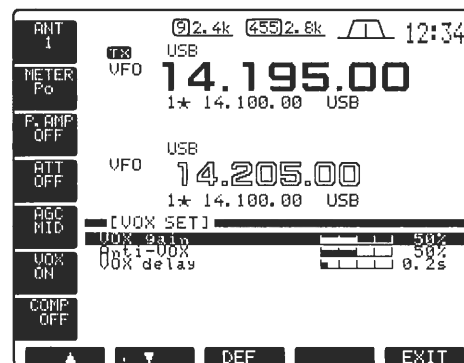 ANT 1
METER Po
P.AMP OFF
ATT OFF
AGC MID
VOX ON
COMP OFF
9 2.4k 455 2.8k 12:34
TX USB
VFO 14.195.00
1★ 14.100.00 USB
USB
VFO 14.205.00
1★ 14.100.00 USB
[VOX SET]
VOX gain 50%
Anti-VOX 50%
VOX delay 0.2s
▲ ▼ DEF EXIT